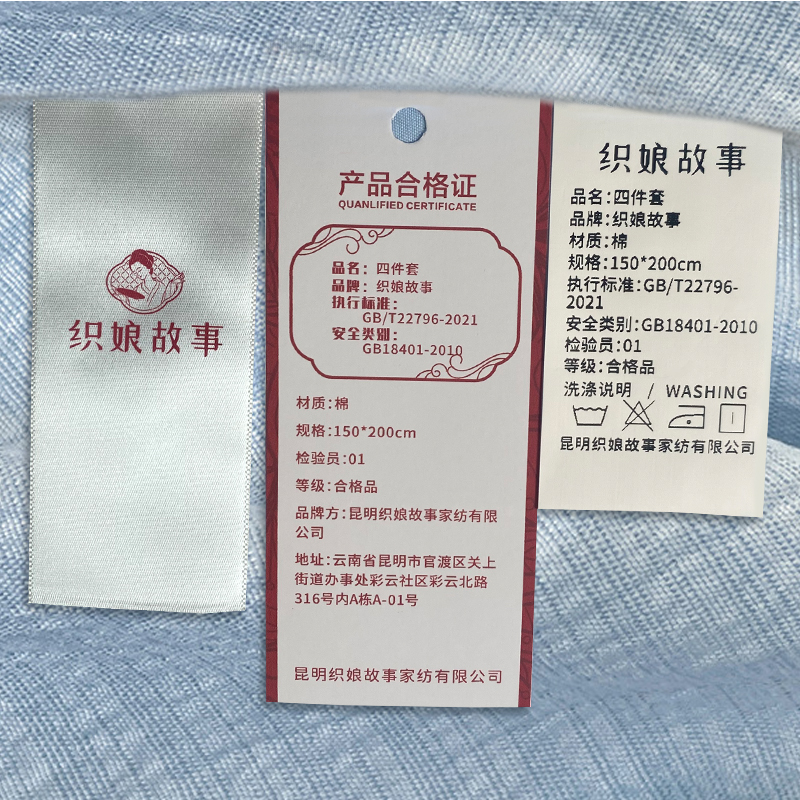 织娘故事
产品合格证
QUANLIFIED CERTIFICATE
品名：四件套
品牌：织娘故事
执行标准：
GB/T22796-2021
安全类别：
GB18401-2010
材质:棉
规格:150*200cm
检验员:01
等级:合格品
品牌方:昆明织娘故事家纺有限
公司
地址:云南省昆明市官渡区关上
街道办事处彩云社区彩云北路
316号内A栋A-01号
昆明织娘故事家纺有限公司
织娘故事
品名:四件套
品牌:织娘故事
材质:棉
规格:150*200cm
执行标准:GB/T22796-
2021
安全类别:GB18401-2010
检验员:01
等级:合格品
洗涤说明 / WASHING
昆明织娘故事家纺有限公司